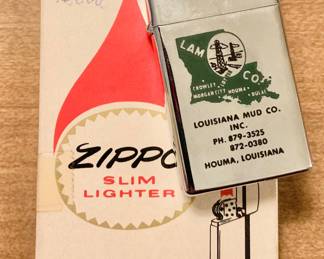 ZIPPO
SLIM
LIGHTER
LAM CO.
CROWLEY
MORGAN CITY HOUMA DULAC
LOUISIANA MUD CO.
INC.
PH. 879-3525
872-0380
HOUMA, LOUISIANA